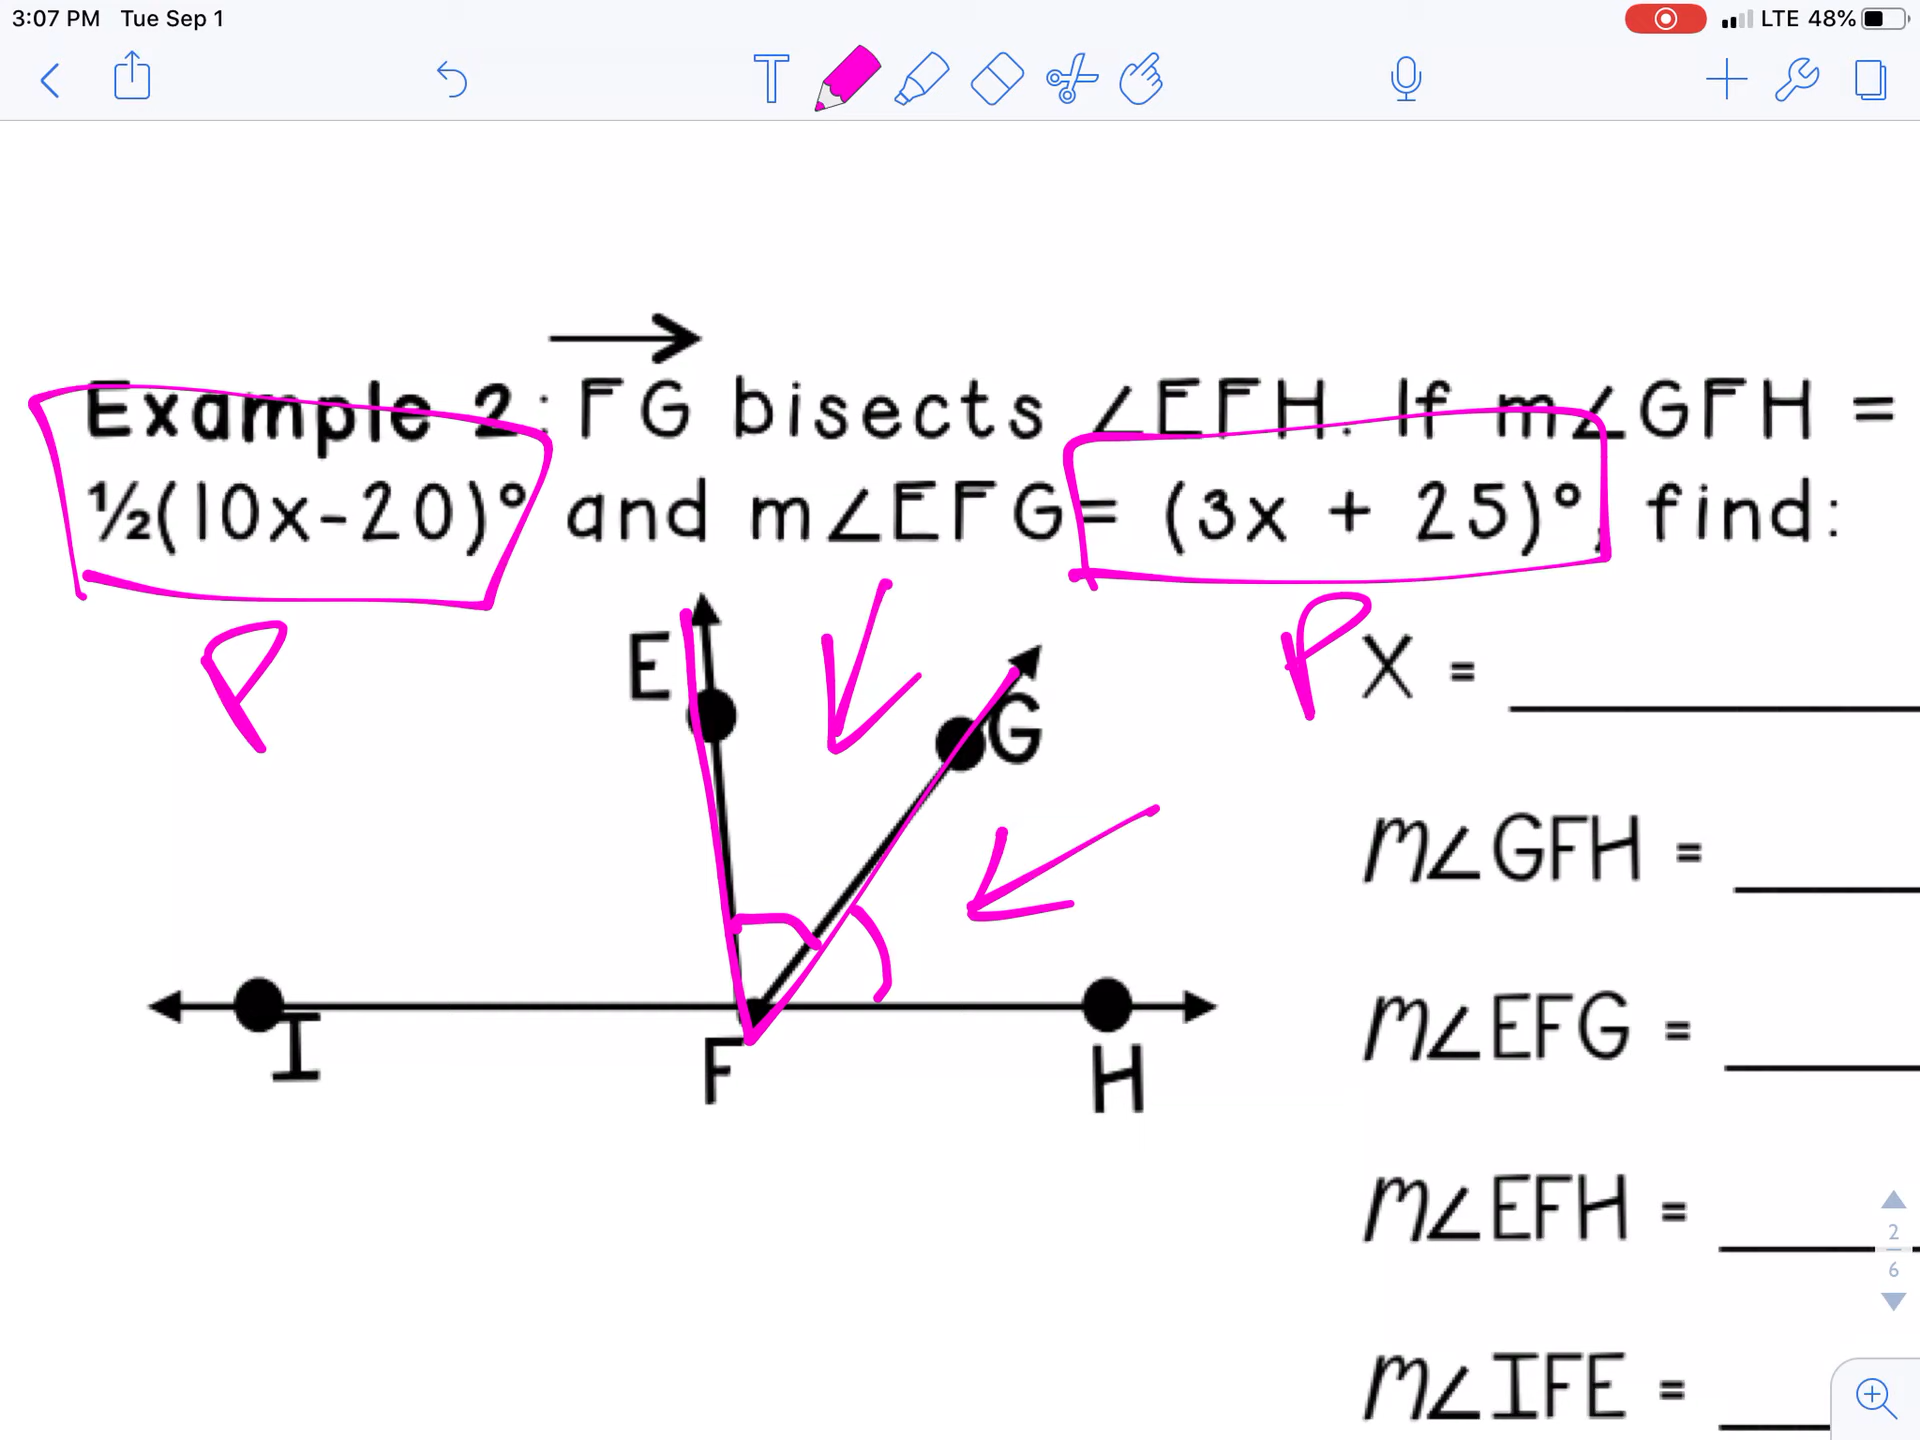 3:07 PM Tue Sep 1 LTE 48%
T
Example 2: FG bisects ∠EFH. If m∠GFH =
½(10x-20)° and m∠EFG = (3x + 25)°, find:
P
P
E
G
X =
m∠GFH =
I
F
H
m∠EFG =
m∠EFH =
2
6
m∠IFE =